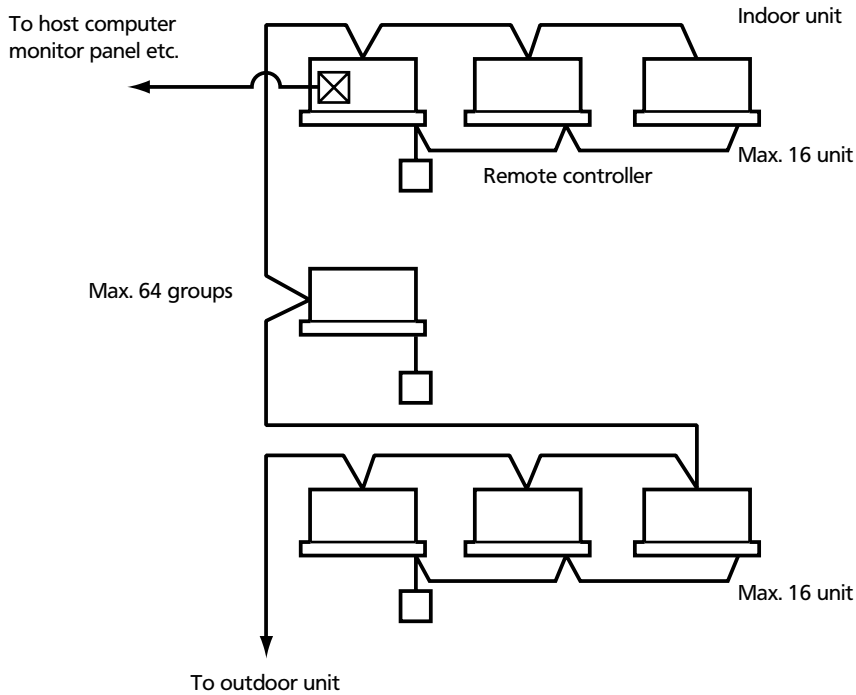 To host computer
monitor panel etc.
Indoor unit
Max. 16 unit
Remote controller
Max. 64 groups
Max. 16 unit
To outdoor unit